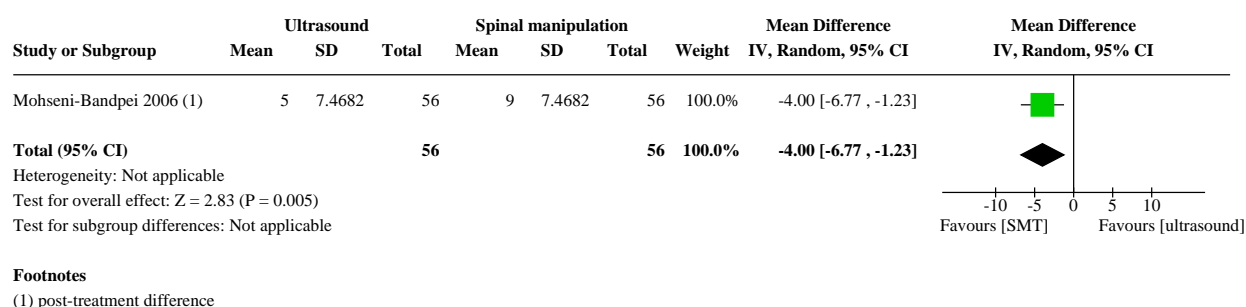 Ultrasound Spinal manipulation Mean Difference Mean Difference
Study or Subgroup Mean SD Total Mean SD Total Weight IV, Random, 95% CI IV, Random, 95% CI
Mohseni-Bandpei 2006 (1) 5 7.4682 56 9 7.4682 56 100.0% -4.00 [-6.77 , -1.23]
Total (95% CI) 56 56 100.0% -4.00 [-6.77 , -1.23]
Heterogeneity: Not applicable
Test for overall effect: Z = 2.83 (P = 0.005)
-10 -5 0 5 10
Test for subgroup differences: Not applicable
Favours [SMT] Favours [ultrasound]
Footnotes
(1) post-treatment difference